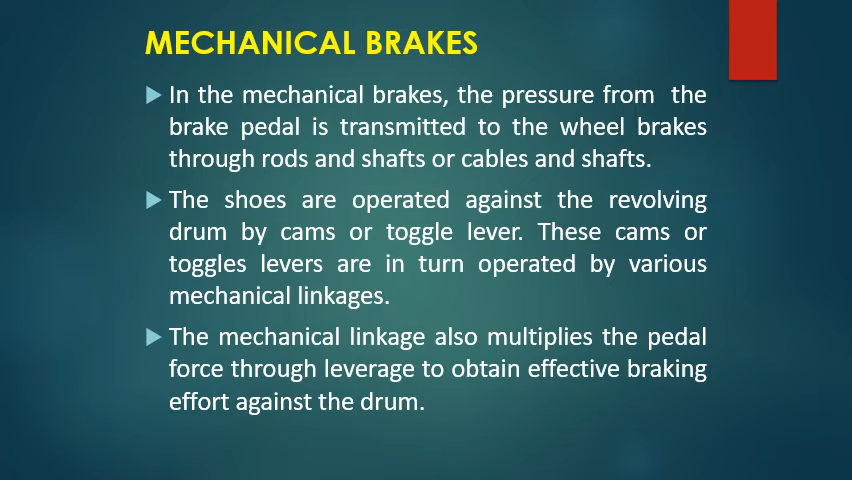 MECHANICAL BRAKES
In the mechanical brakes, the pressure from the
brake pedal is transmitted to the wheel brakes
through rods and shafts or cables and shafts.
The shoes are operated against the revolving
drum by cams or toggle lever. These cams or
toggles levers are in turn operated by various
mechanical linkages.
The mechanical linkage also multiplies the pedal
force through leverage to obtain effective braking
effort against the drum.